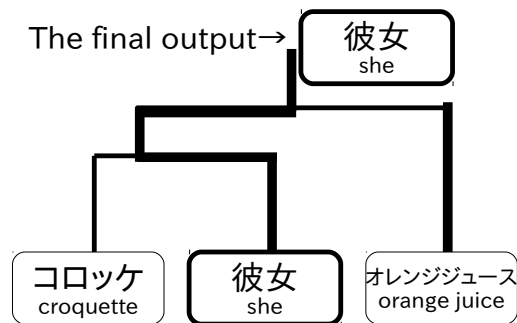 The final output→
彼女
she
コロッケ
croquette
彼女
she
オレンジジュース
orange juice